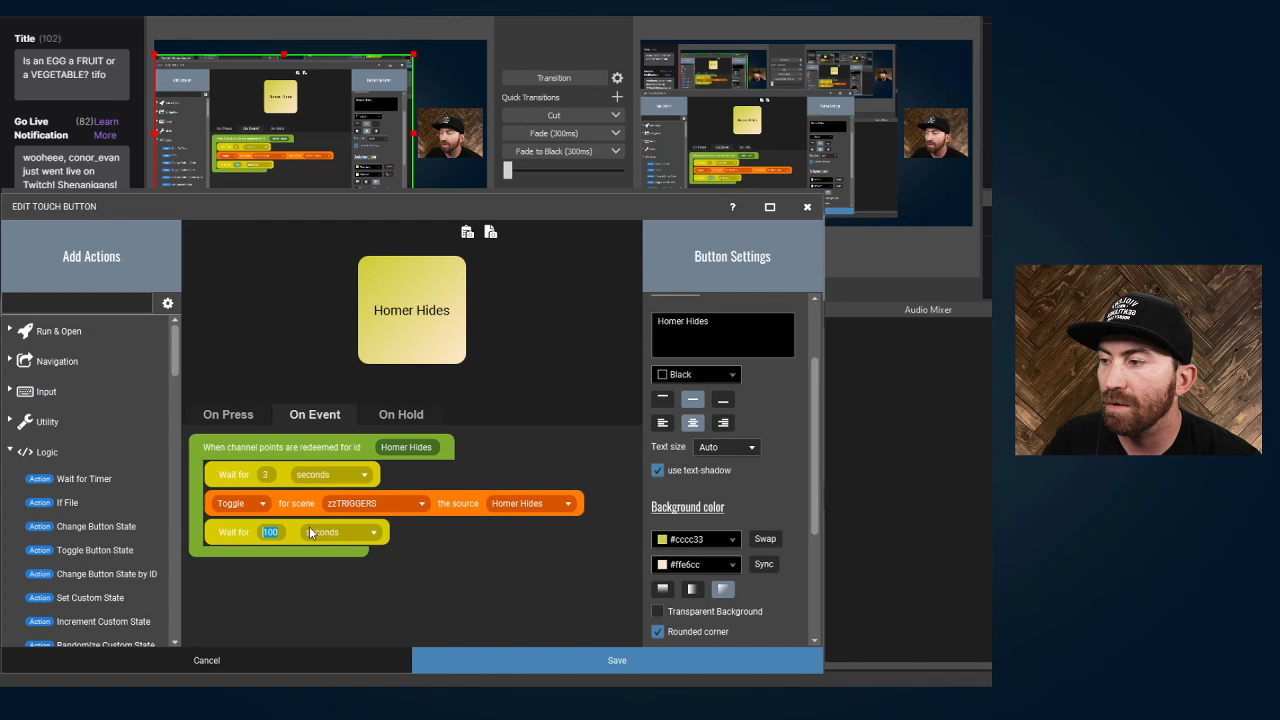 Title (102)
Is an EGG a FRUIT or
a VEGETABLE? tifo
Go Live (82)Learn
Notification More
wooheee, conor_evan
just went live on
Twitch! Shenanigans!
Transition
Quick Transitions
Cut
Fade (300ms)
Fade to Black (300ms)
EDIT TOUCH BUTTON
?
Add Actions
Run & Open
Navigation
Input
Utility
</> Logic
Action Wait for Timer
Action If File
Action Change Button State
Action Toggle Button State
Action Change Button State by ID
Action Set Custom State
Action Increment Custom State
Action Randomize Custom State
Homer Hides
On Press
On Event
On Hold
When channel points are redeemed for id Homer Hides
Wait for 3 seconds
Toggle for scene zzTRIGGERS the source Homer Hides
Wait for 100 seconds
Button Settings
Homer Hides
Black
Text size Auto
use text-shadow
Background color
#cccc33 Swap
#ffe6cc Sync
Transparent Background
Rounded corner
Cancel
Save
Audio Mixer